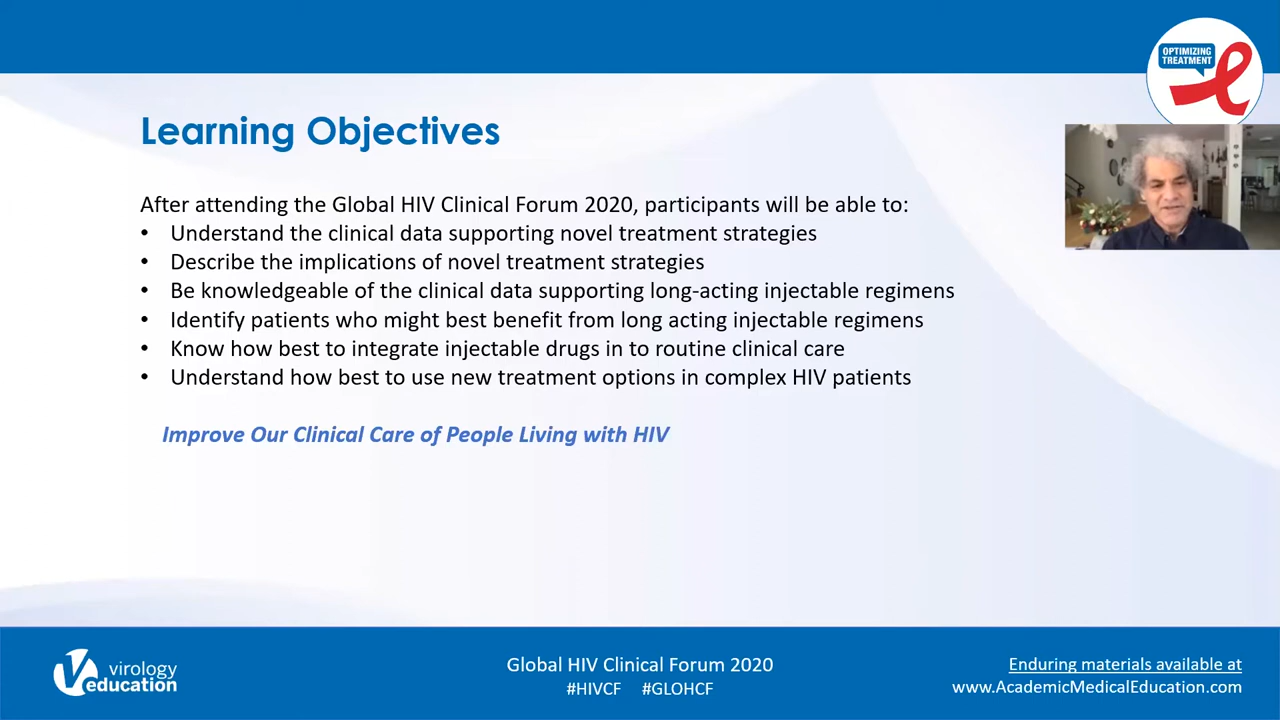 OPTIMIZING
TREATMENT
Learning Objectives
After attending the Global HIV Clinical Forum 2020, participants will be able to:
• Understand the clinical data supporting novel treatment strategies
• Describe the implications of novel treatment strategies
• Be knowledgeable of the clinical data supporting long-acting injectable regimens
• Identify patients who might best benefit from long acting injectable regimens
• Know how best to integrate injectable drugs in to routine clinical care
• Understand how best to use new treatment options in complex HIV patients
Improve Our Clinical Care of People Living with HIV
virology
education
Global HIV Clinical Forum 2020
#HIVCF #GLOHCF
Enduring materials available at
www.AcademicMedicalEducation.com